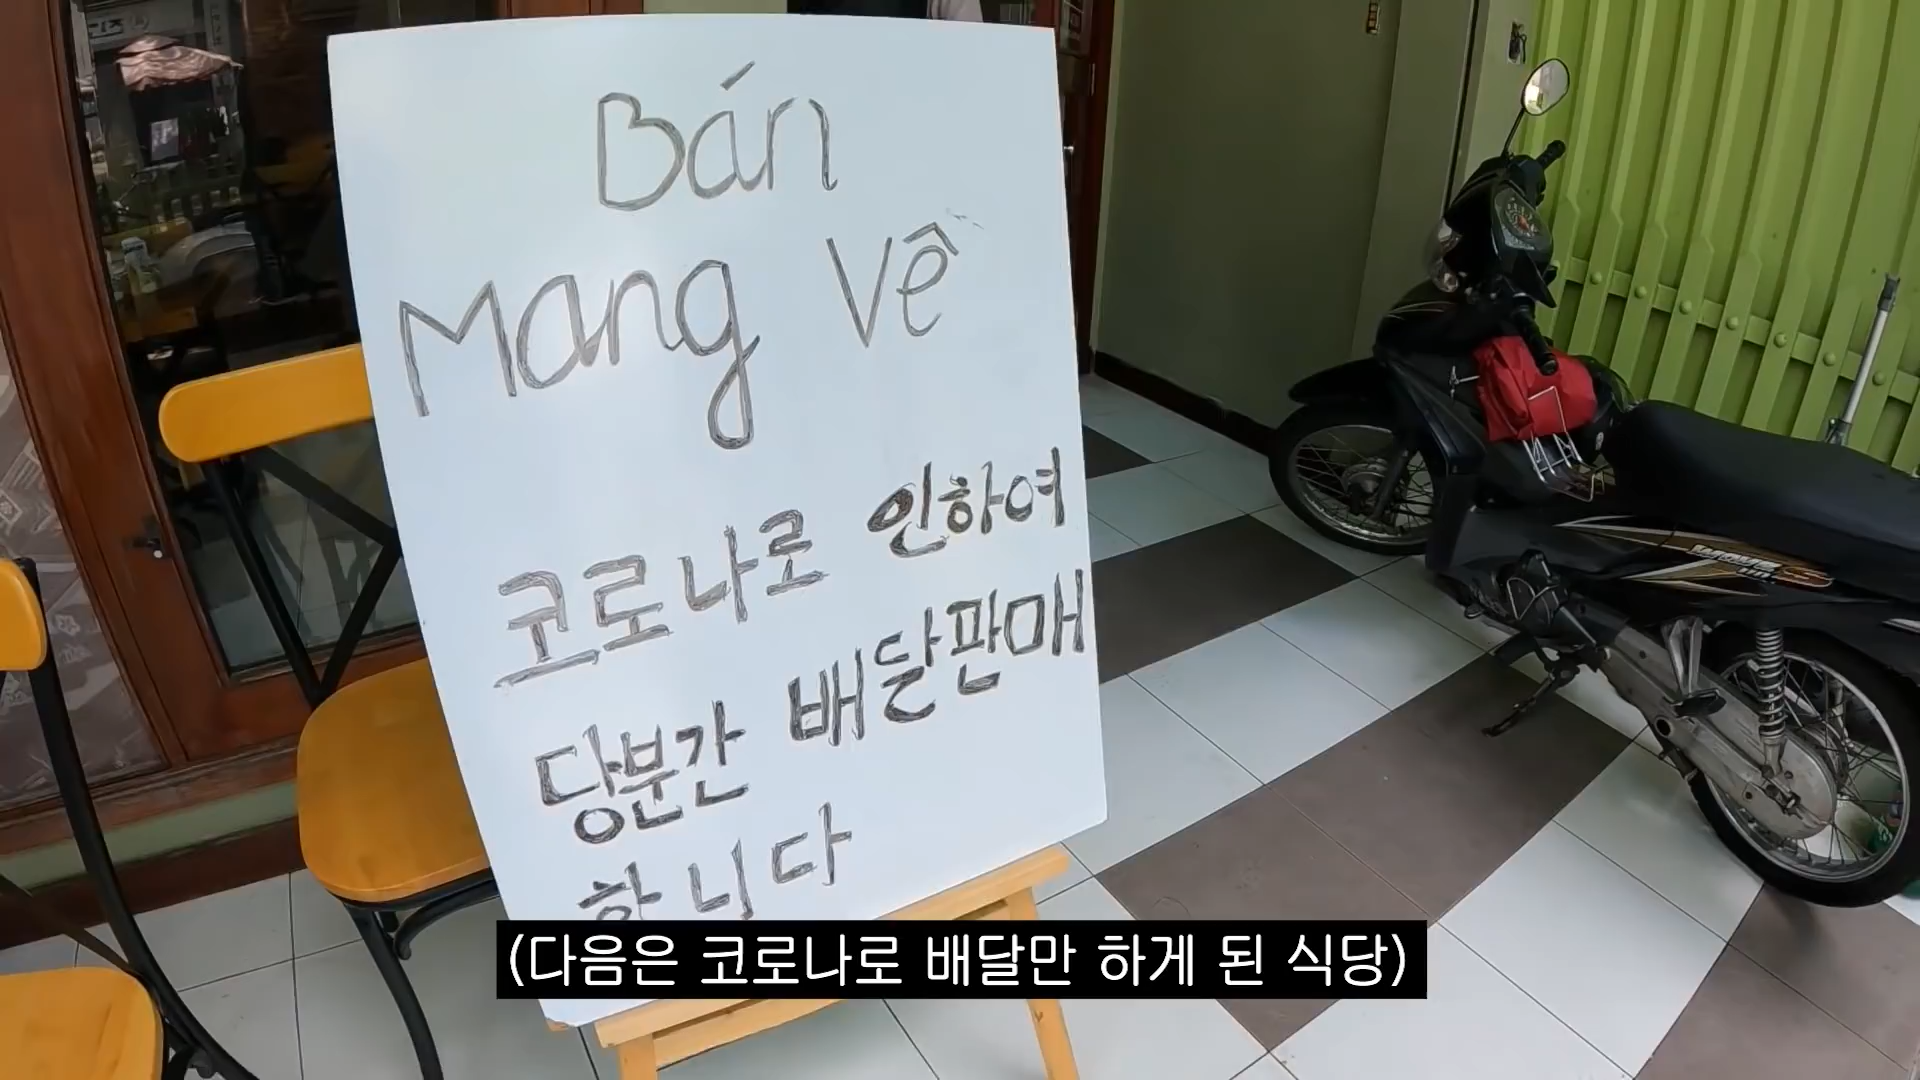 Bán
Mang Về
코로나로 인하여
당분간 배달판매
하니다
(다음은 코로나로 배달만 하게 된 식당)